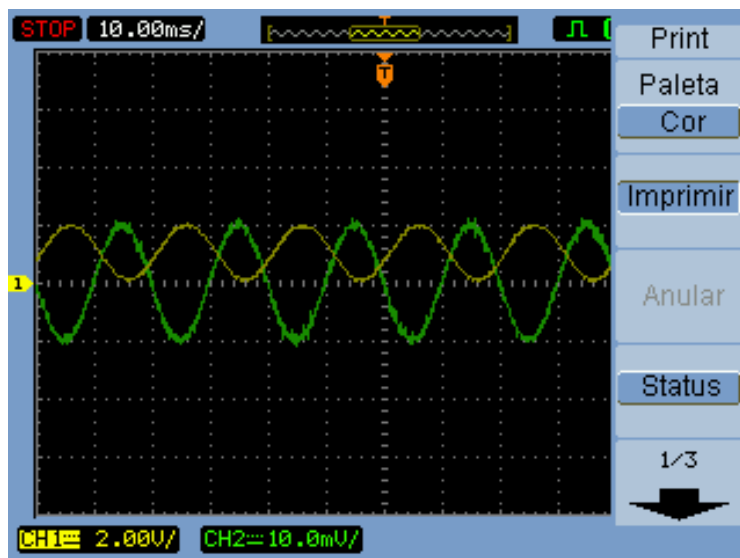 STOP 10.00ms/
T
1
CH1 2.00V/ CH2 10.0mV/
Print
Paleta
Cor
Imprimir
Anular
Status
1/3